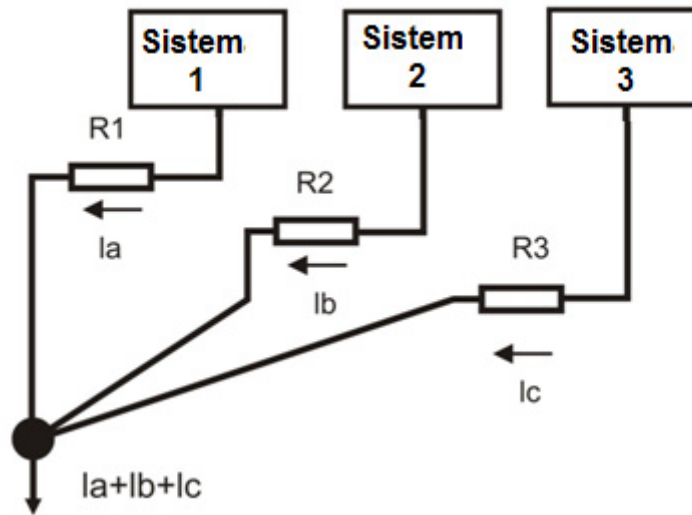 Sistem
1
Sistem
2
Sistem
3
R1
Ia
R2
Ib
R3
Ic
Ia+Ib+Ic